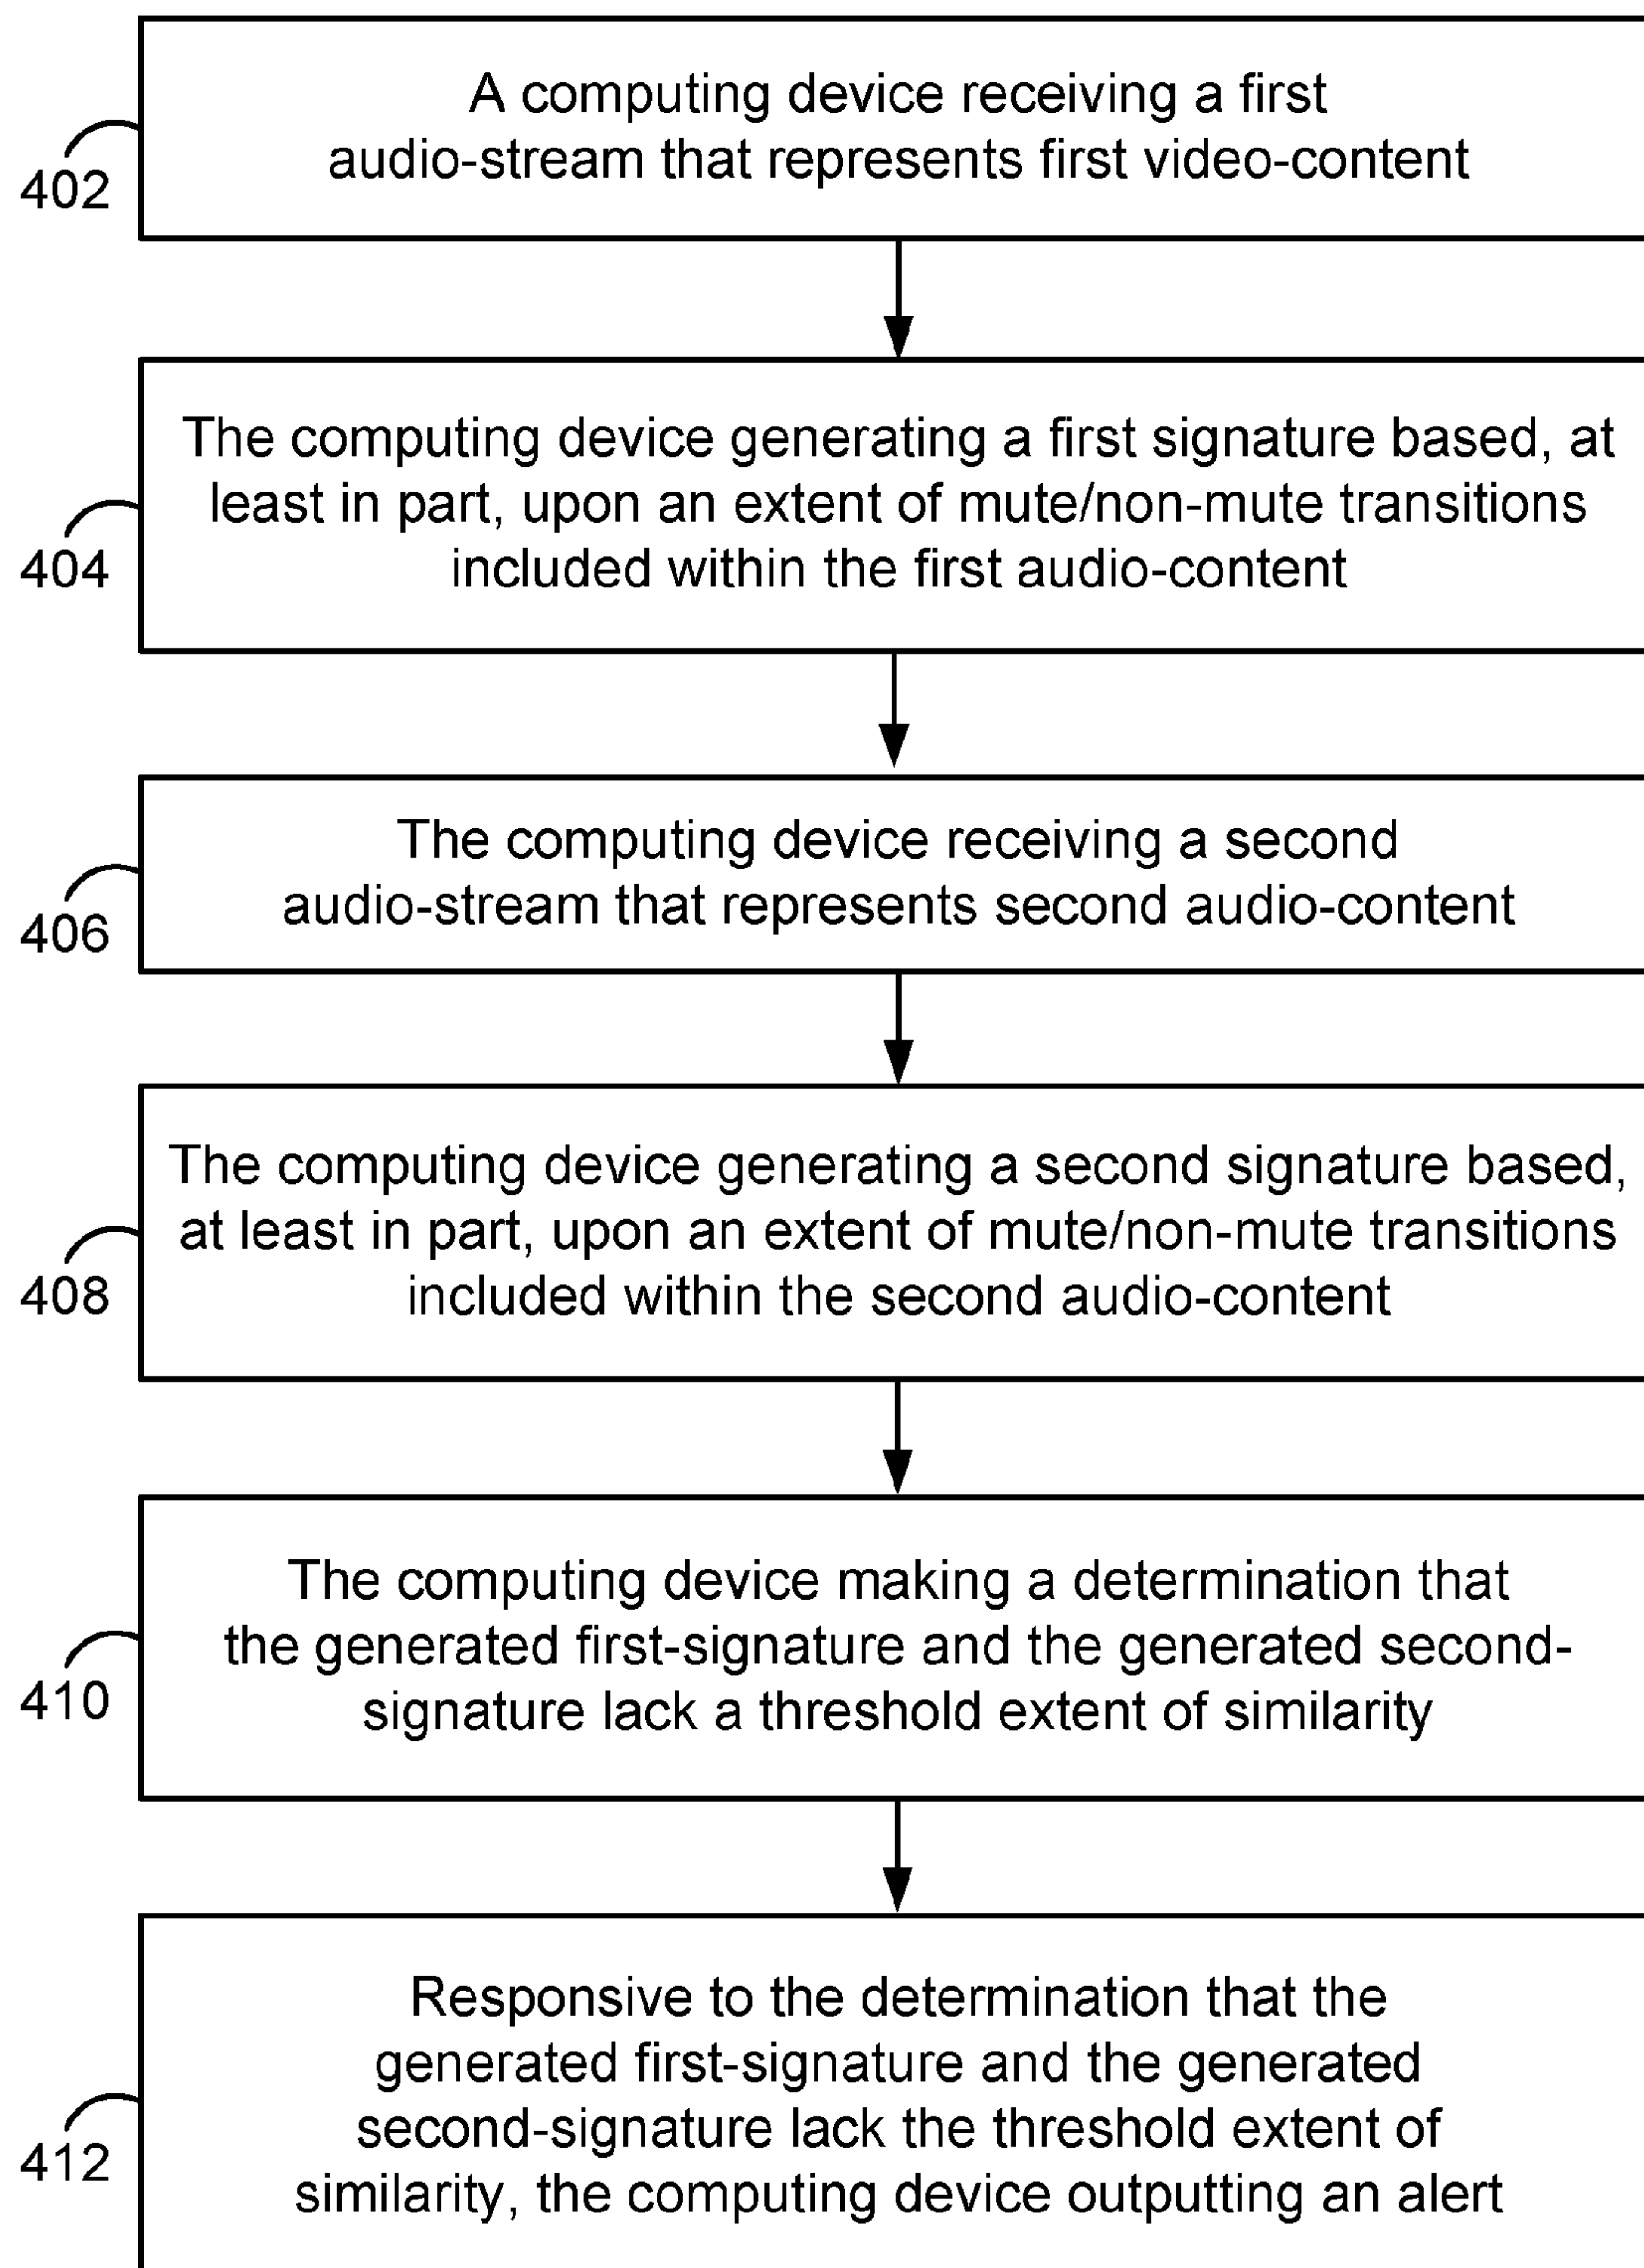 A computing device receiving a first
audio-stream that represents first video-content
402
The computing device generating a first signature based, at
least in part, upon an extent of mute/non-mute transitions
included within the first audio-content
404
The computing device receiving a second
audio-stream that represents second audio-content
406
The computing device generating a second signature based,
at least in part, upon an extent of mute/non-mute transitions
included within the second audio-content
408
The computing device making a determination that
the generated first-signature and the generated second-
signature lack a threshold extent of similarity
410
Responsive to the determination that the
generated first-signature and the generated
second-signature lack the threshold extent of
similarity, the computing device outputting an alert
412